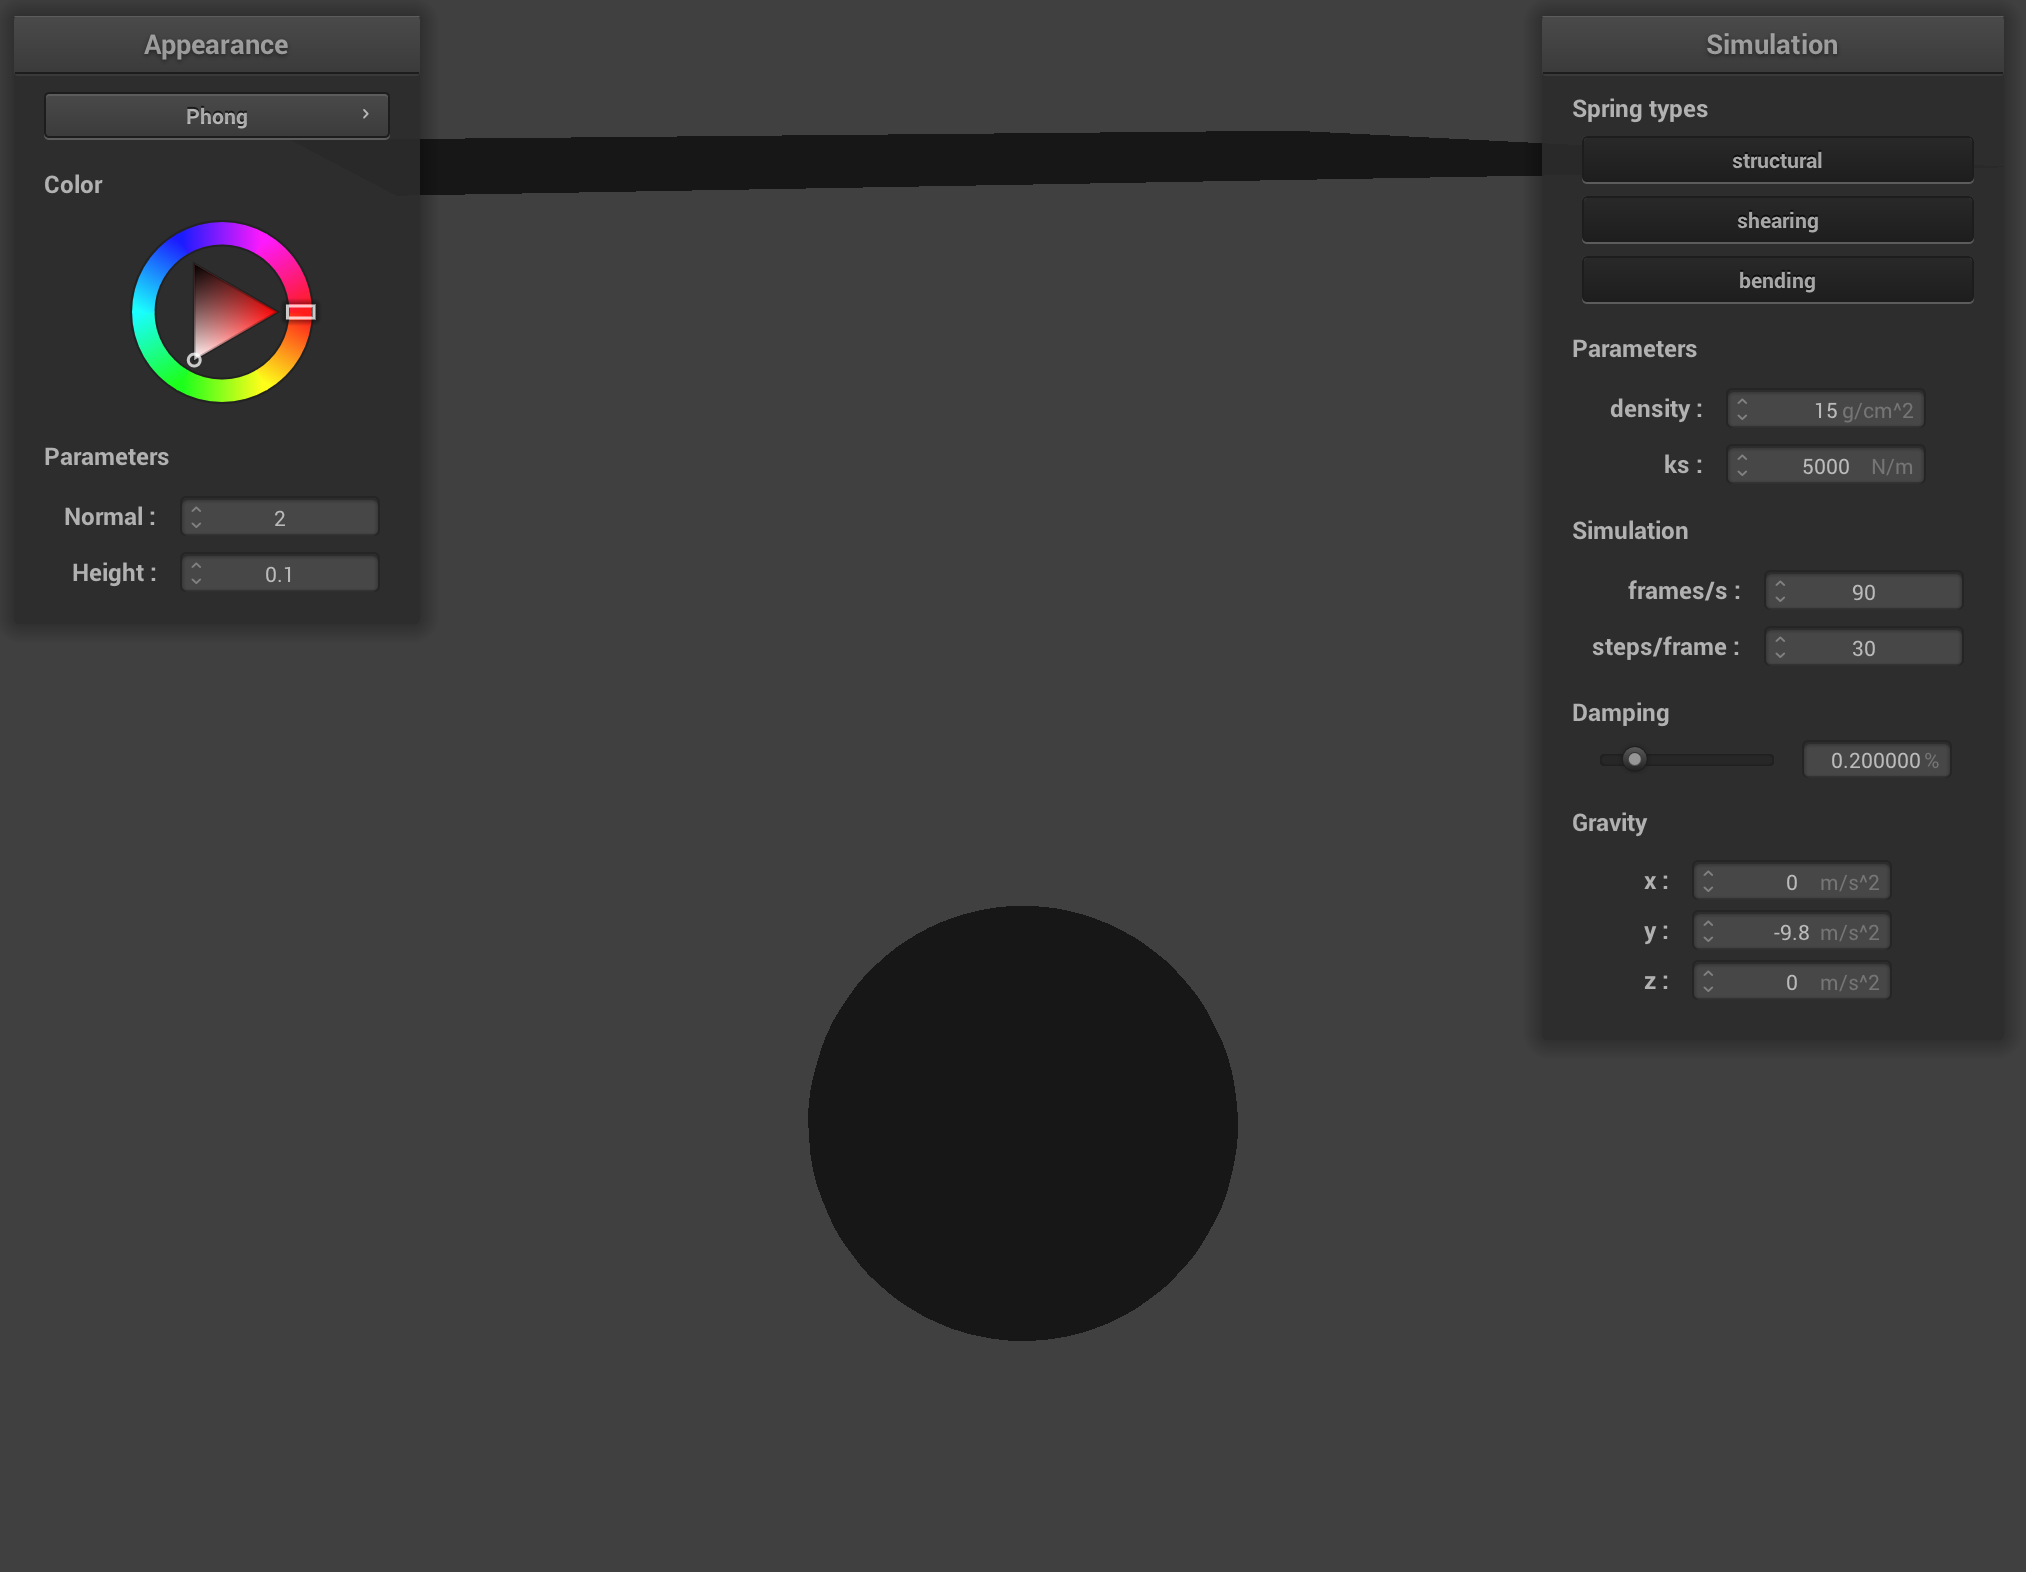 Appearance
Phong
Color
Parameters
Normal : 2
Height : 0.1
Simulation
Spring types
structural
shearing
bending
Parameters
density : 15 g/cm^2
ks : 5000 N/m
Simulation
frames/s : 90
steps/frame : 30
Damping
0.200000 %
Gravity
x : 0 m/s^2
y : -9.8 m/s^2
z : 0 m/s^2